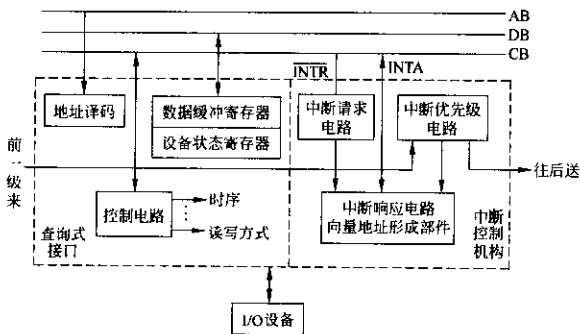 AB
DB
CB
INTR
INTA
地址译码
数据缓冲寄存器
设备状态寄存器
中断请求
电路
中断优先级
电路
前一级来
往后送
控制电路
时序
读写方式
中断响应电路
向量地址形成部件
查询式
接口
中断
控制
机构
I/O设备